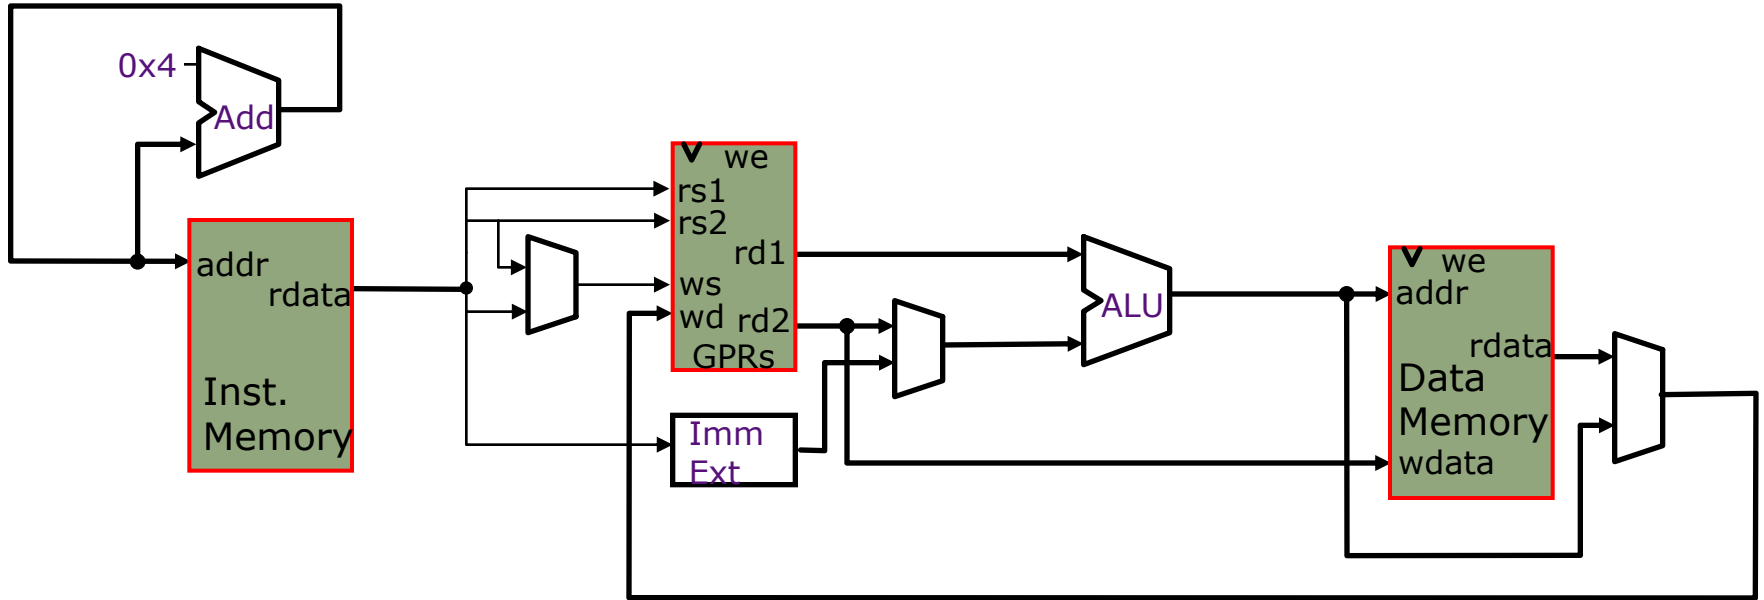 0x4
Add
addr
rdata
Inst.
Memory
we
rs1
rs2
rd1
ws
wd rd2
GPRs
Imm
Ext
ALU
we
addr
rdata
Data
Memory
wdata